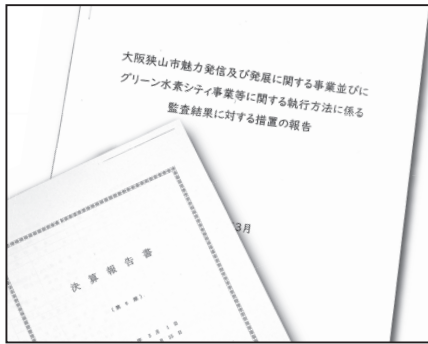 大阪狭山市魅力発信及び発展に関する事業並びに
グリーン水素シティ事業等に関する執行方法に係る
監査結果に対する措置の報告
3月
決算報告書